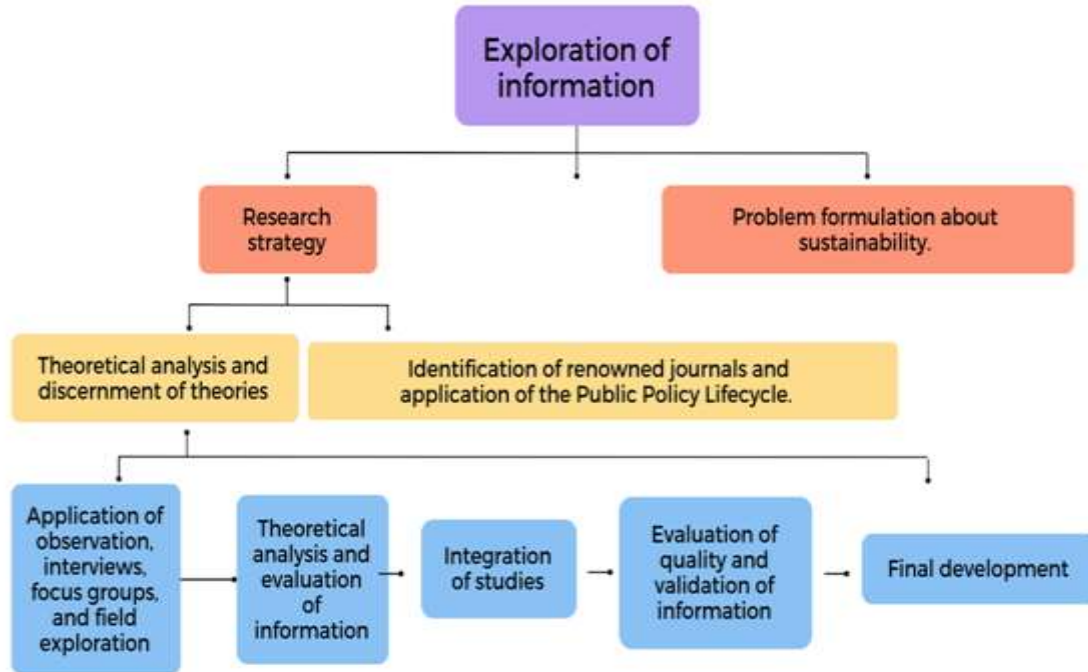 Exploration of
information
Research
strategy
Problem formulation about
sustainability.
Theoretical analysis and
discernment of theories
Identification of renowned journals and
application of the Public Policy Lifecycle.
Application of
observation,
interviews,
focus groups,
and field
exploration
Theoretical
analysis and
evaluation
of
information
Integration
of studies
Evaluation of
quality and
validation of
information
Final development